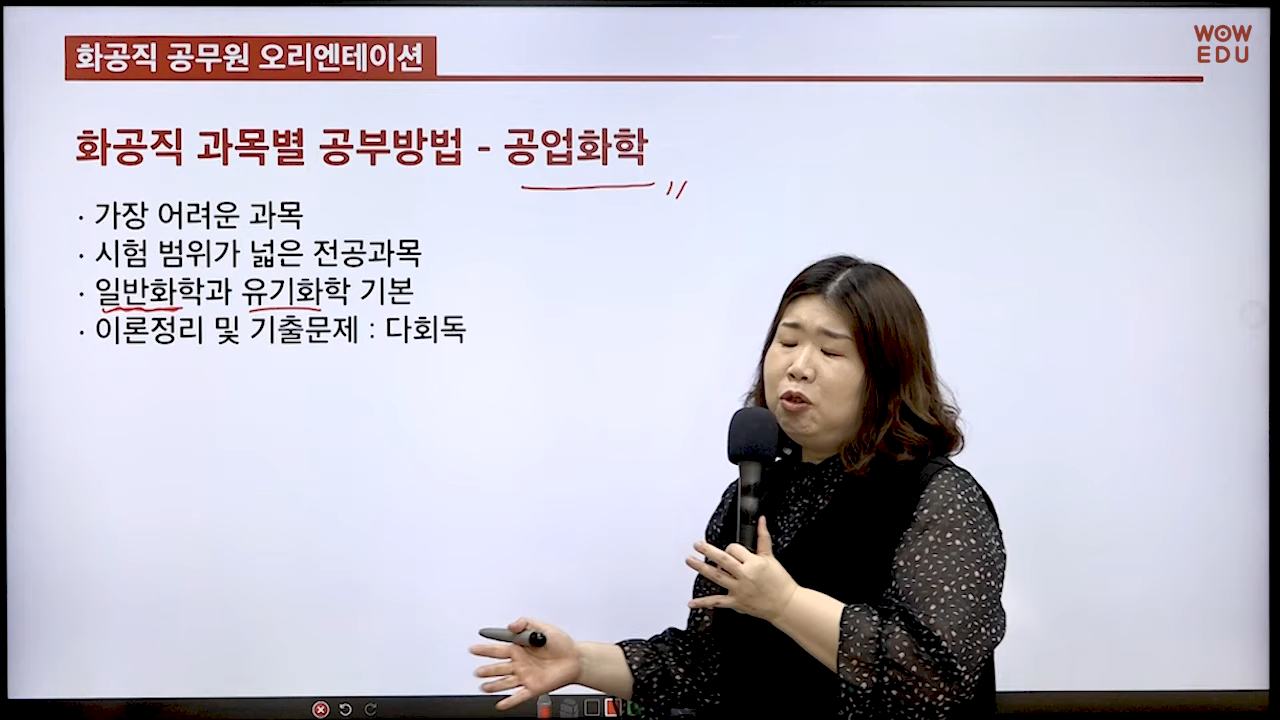 화공직 공무원 오리엔테이션
WOW
EDU
화공직 과목별 공부방법 - 공업화학
· 가장 어려운 과목
· 시험 범위가 넓은 전공과목
· 일반화학과 유기화학 기본
· 이론정리 및 기출문제 : 다회독